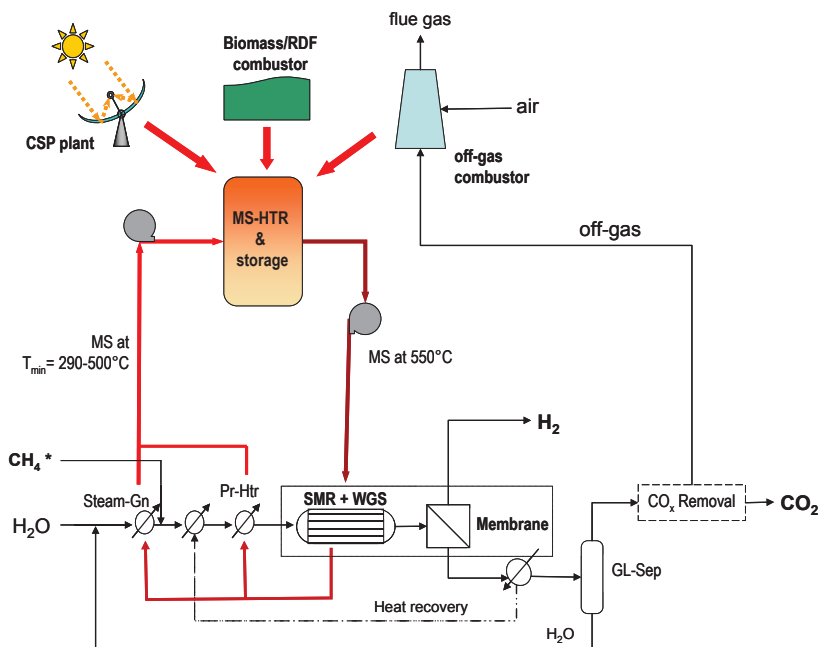 flue gas
Biomass/RDF
combustor
air
CSP plant
off-gas
combustor
MS-HTR
&
storage
off-gas
MS at
Tmin= 290-500°C
MS at 550°C
H2
CH4 *
Steam-Gn
Pr-Htr
SMR + WGS
COx Removal
CO2
H2O
Membrane
GL-Sep
Heat recovery
H2O